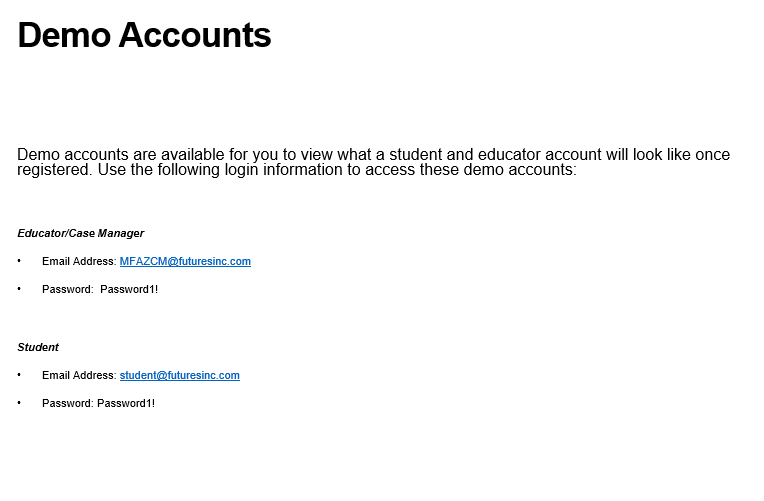 Demo Accounts
Demo accounts are available for you to view what a student and educator account will look like once
registered. Use the following login information to access these demo accounts:
Educator/Case Manager
• Email Address: MFAZCM@futuresinc.com
• Password:  Password1!
Student
• Email Address: student@futuresinc.com
• Password: Password1!